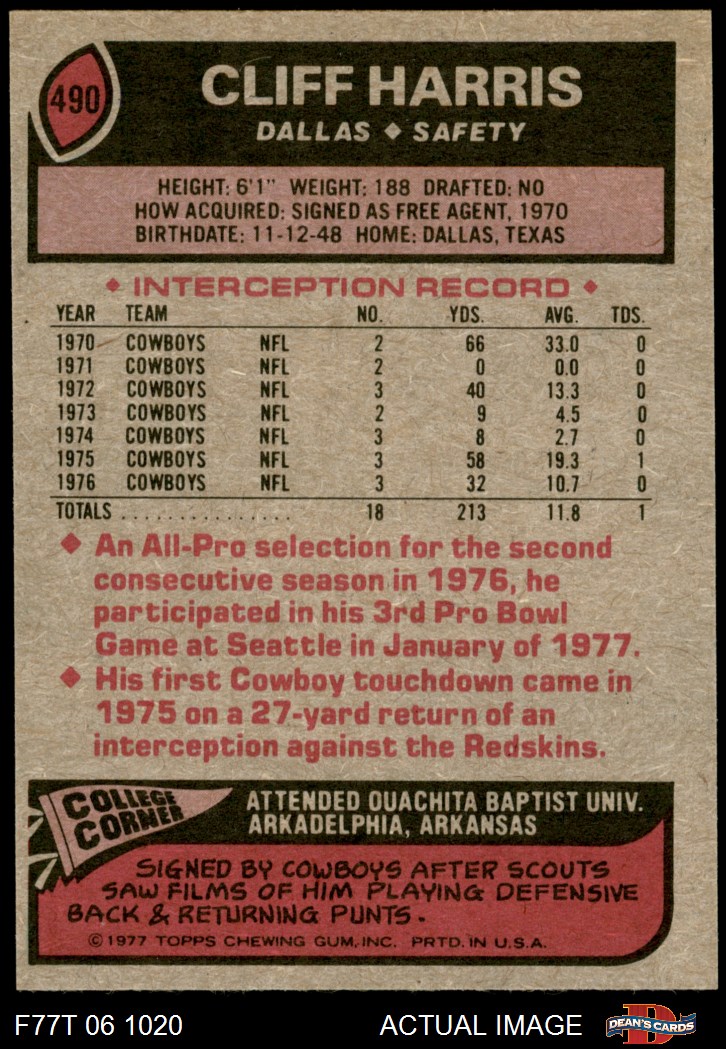 490
CLIFF HARRIS
DALLAS ◆ SAFETY
HEIGHT: 6'1" WEIGHT: 188 DRAFTED: NO
HOW ACQUIRED: SIGNED AS FREE AGENT, 1970
BIRTHDATE: 11-12-48 HOME: DALLAS, TEXAS
◆ INTERCEPTION RECORD ◆
YEAR TEAM NO. YDS. AVG. TDS.
1970 COWBOYS NFL 2 66 33.0 0
1971 COWBOYS NFL 2 0 0.0 0
1972 COWBOYS NFL 3 40 13.3 0
1973 COWBOYS NFL 2 9 4.5 0
1974 COWBOYS NFL 3 8 2.7 0
1975 COWBOYS NFL 3 58 19.3 1
1976 COWBOYS NFL 3 32 10.7 0
TOTALS . . . . . . . . . . . . . . . . 18 213 11.8 1
◆ An All-Pro selection for the second
consecutive season in 1976, he
participated in his 3rd Pro Bowl
Game at Seattle in January of 1977.
◆ His first Cowboy touchdown came in
1975 on a 27-yard return of an
interception against the Redskins.
COLLEGE
CORNER
ATTENDED OUACHITA BAPTIST UNIV.
ARKADELPHIA, ARKANSAS
SIGNED BY COWBOYS AFTER SCOUTS
SAW FILMS OF HIM PLAYING DEFENSIVE
BACK & RETURNING PUNTS.
© 1977 TOPPS CHEWING GUM, INC. PRTD. IN U.S.A.
F77T 06 1020 ACTUAL IMAGE
D
DEAN'S CARDS